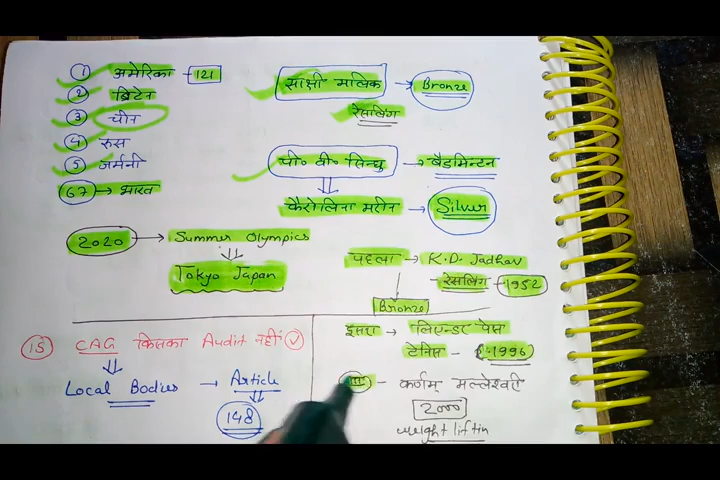 1 अमेरिका - 121
2 ब्रिटेन
3 चीन
4 रूस
5 जर्मनी
67 → भारत
साक्षी मलिक → Bronze
रेसलिंग
पी० वी० सिन्धु → बैडमिन्टन
कैरोलिना मरीन → Silver
2020 → Summer Olympics
Tokyo Japan
पहला → K.D. Jadhav
रेसलिंग - 1952
Bronze
दूसरा → लिएन्डर पेस
टेनिस - 1996
- कर्णम् मल्लेश्वरी
2000
weight liftin
15 CAG किसका Audit नहीं
Local Bodies → Article
148